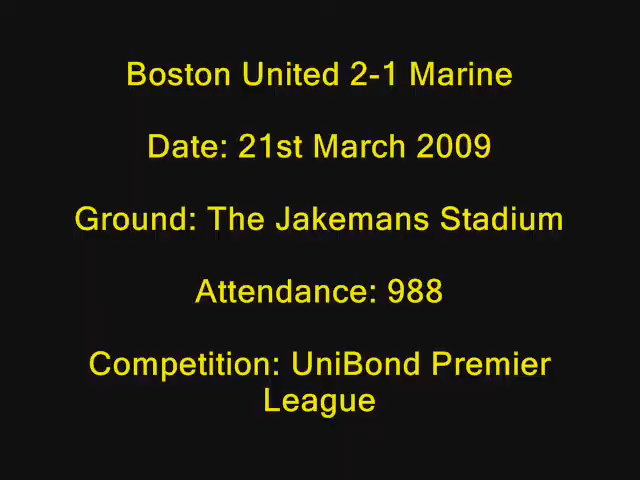 Boston United 2-1 Marine
Date: 21st March 2009
Ground: The Jakemans Stadium
Attendance: 988
Competition: UniBond Premier
League